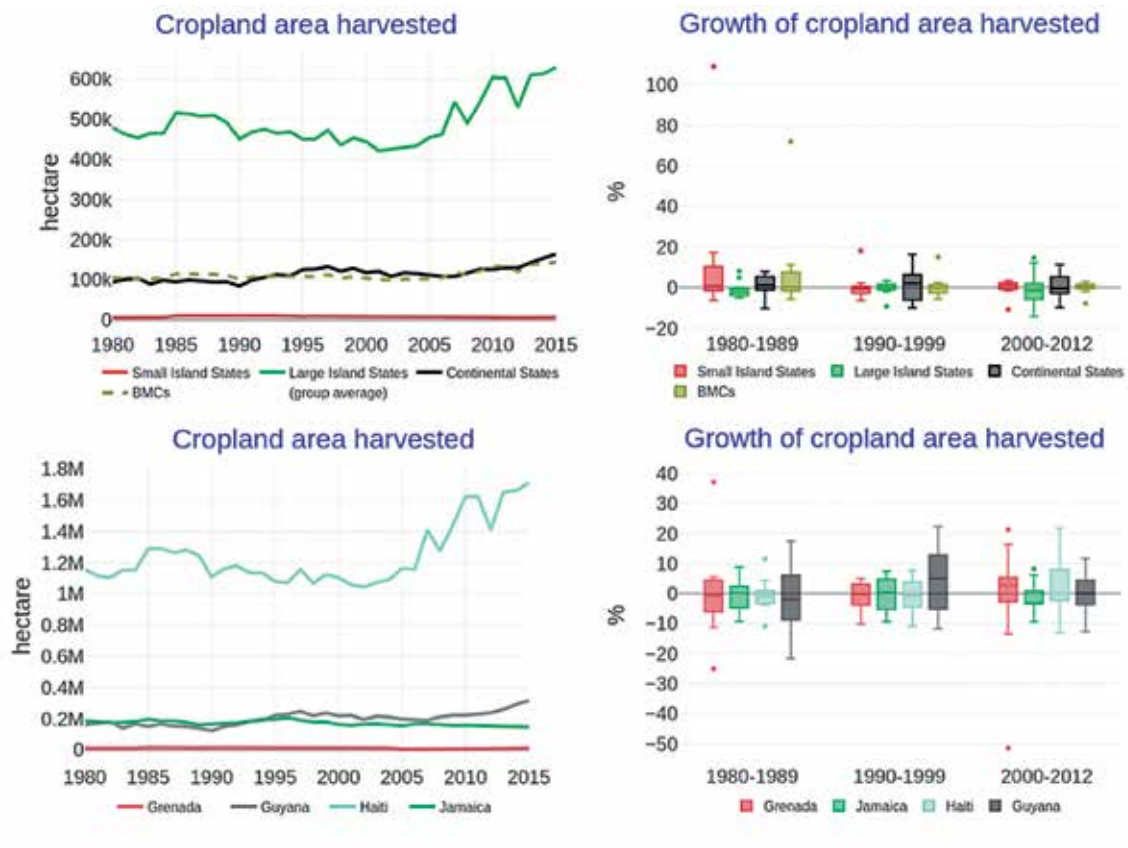 Cropland area harvested
600k
500k
400k
300k
200k
100k
0
hectare
1980 1985 1990 1995 2000 2005 2010 2015
Small Island States Large Island States Continental States
BMCs (group average)
Growth of cropland area harvested
100
80
60
40
20
0
−20
%
1980-1989 1990-1999 2000-2012
Small Island States Large Island States Continental States
BMCs
Cropland area harvested
1.8M
1.6M
1.4M
1.2M
1M
0.8M
0.6M
0.4M
0.2M
0
hectare
1980 1985 1990 1995 2000 2005 2010 2015
Grenada Guyana Haiti Jamaica
Growth of cropland area harvested
40
30
20
10
0
−10
−20
−30
−40
−50
%
1980-1989 1990-1999 2000-2012
Grenada Jamaica Haiti Guyana